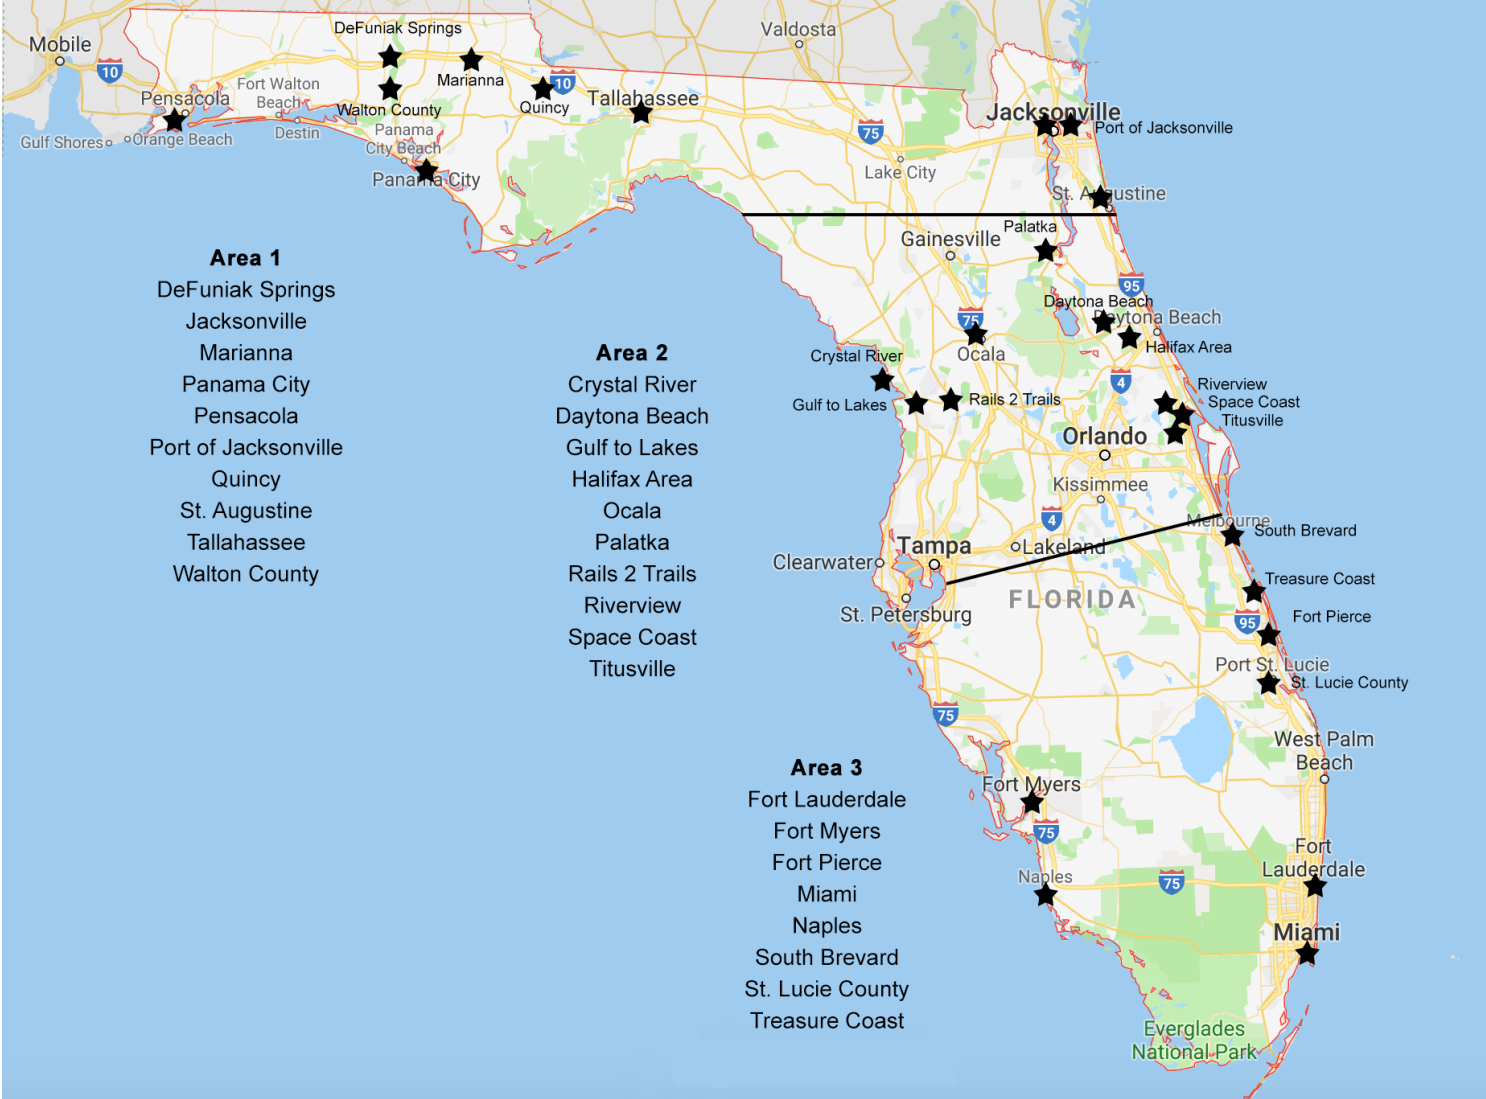 DeFuniak Springs
Valdosta
Mobile
10
Marianna
10
Fort Walton
Beach
Pensacola
Quincy
Tallahassee
Walton County
Jacksonville
Port of Jacksonville
75
Destin
Panama
City Beach
Gulf Shores
Orange Beach
Lake City
Panama City
St. Augustine
Palatka
Gainesville
Area 1
DeFuniak Springs
Jacksonville
Marianna
Panama City
Pensacola
Port of Jacksonville
Quincy
St. Augustine
Tallahassee
Walton County
95
Daytona Beach
Daytona Beach
75
Halifax Area
Ocala
Crystal River
4
Riverview
Gulf to Lakes
Rails 2 Trails
Space Coast
Titusville
Area 2
Crystal River
Daytona Beach
Gulf to Lakes
Halifax Area
Ocala
Palatka
Rails 2 Trails
Riverview
Space Coast
Titusville
Orlando
Kissimmee
4
Melbourne
South Brevard
Tampa
Lakeland
Clearwater
Treasure Coast
FLORIDA
St. Petersburg
95
Fort Pierce
Port St. Lucie
St. Lucie County
75
West Palm
Beach
Area 3
Fort Lauderdale
Fort Myers
Fort Pierce
Miami
Naples
South Brevard
St. Lucie County
Treasure Coast
Fort Myers
75
Fort
Lauderdale
Naples
75
Miami
Everglades
National Park